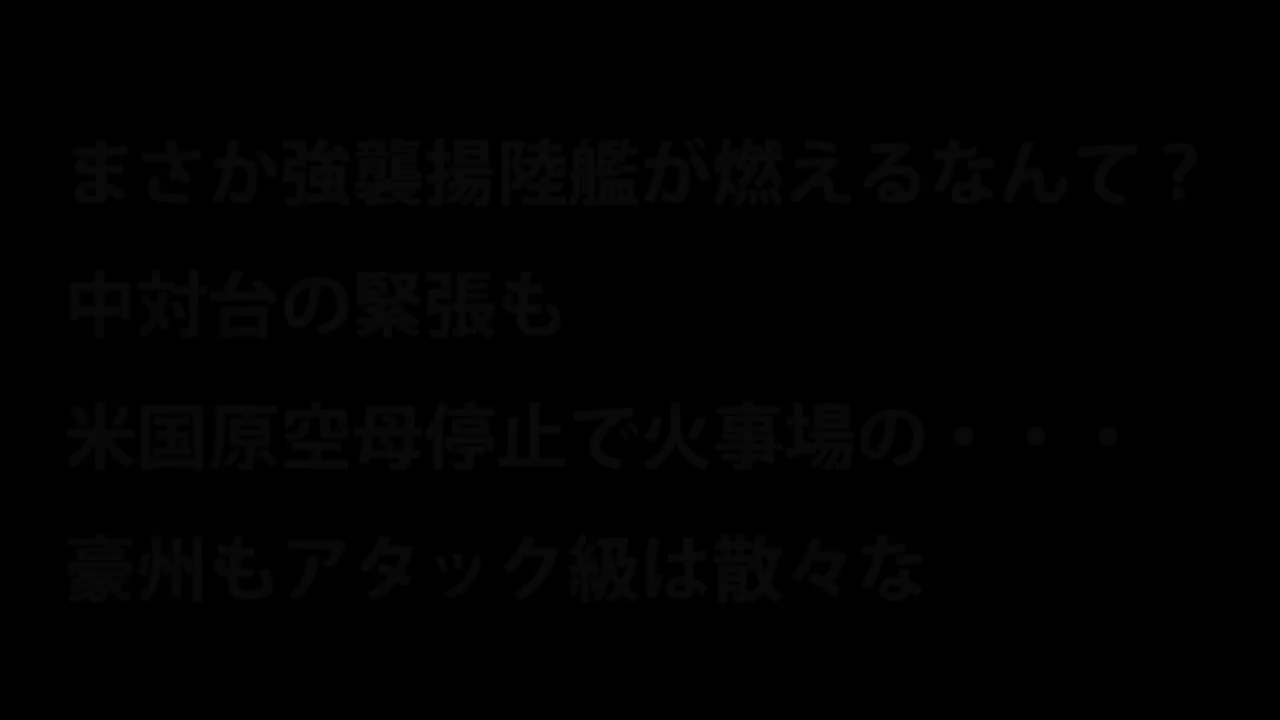 まさか強襲揚陸艦が燃えるなんて？
中対台の緊張も
米国原空母停止で火事場の・・・
豪州もアタック級は散々な